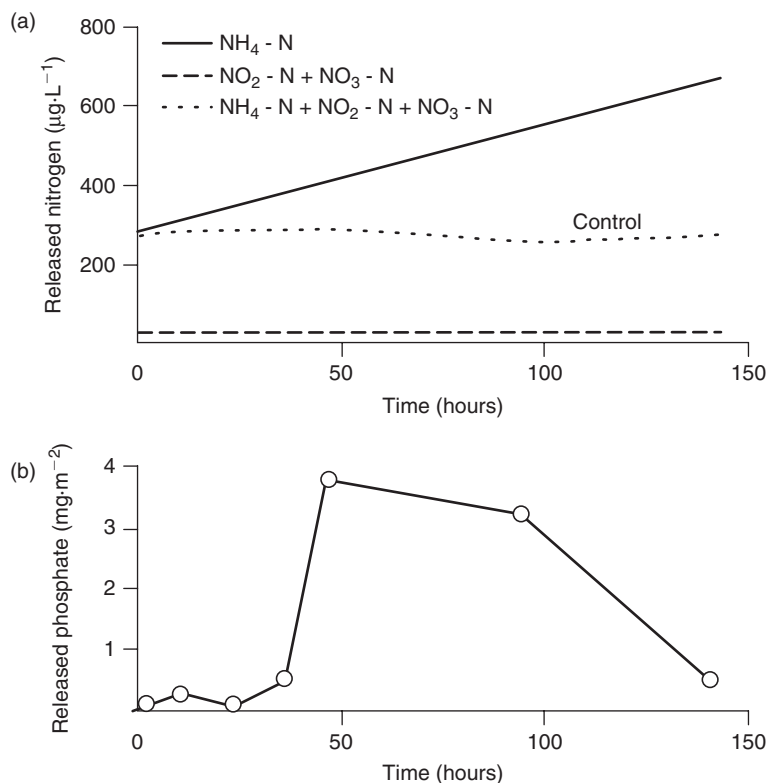 (a)
800
600
400
200
Released nitrogen (µg·L⁻¹)
NH₄ - N
NO₂ - N + NO₃ - N
NH₄ - N + NO₂ - N + NO₃ - N
Control
0 50 100 150
Time (hours)
(b)
4
3
2
1
Released phosphate (mg·m⁻²)
0 50 100 150
Time (hours)